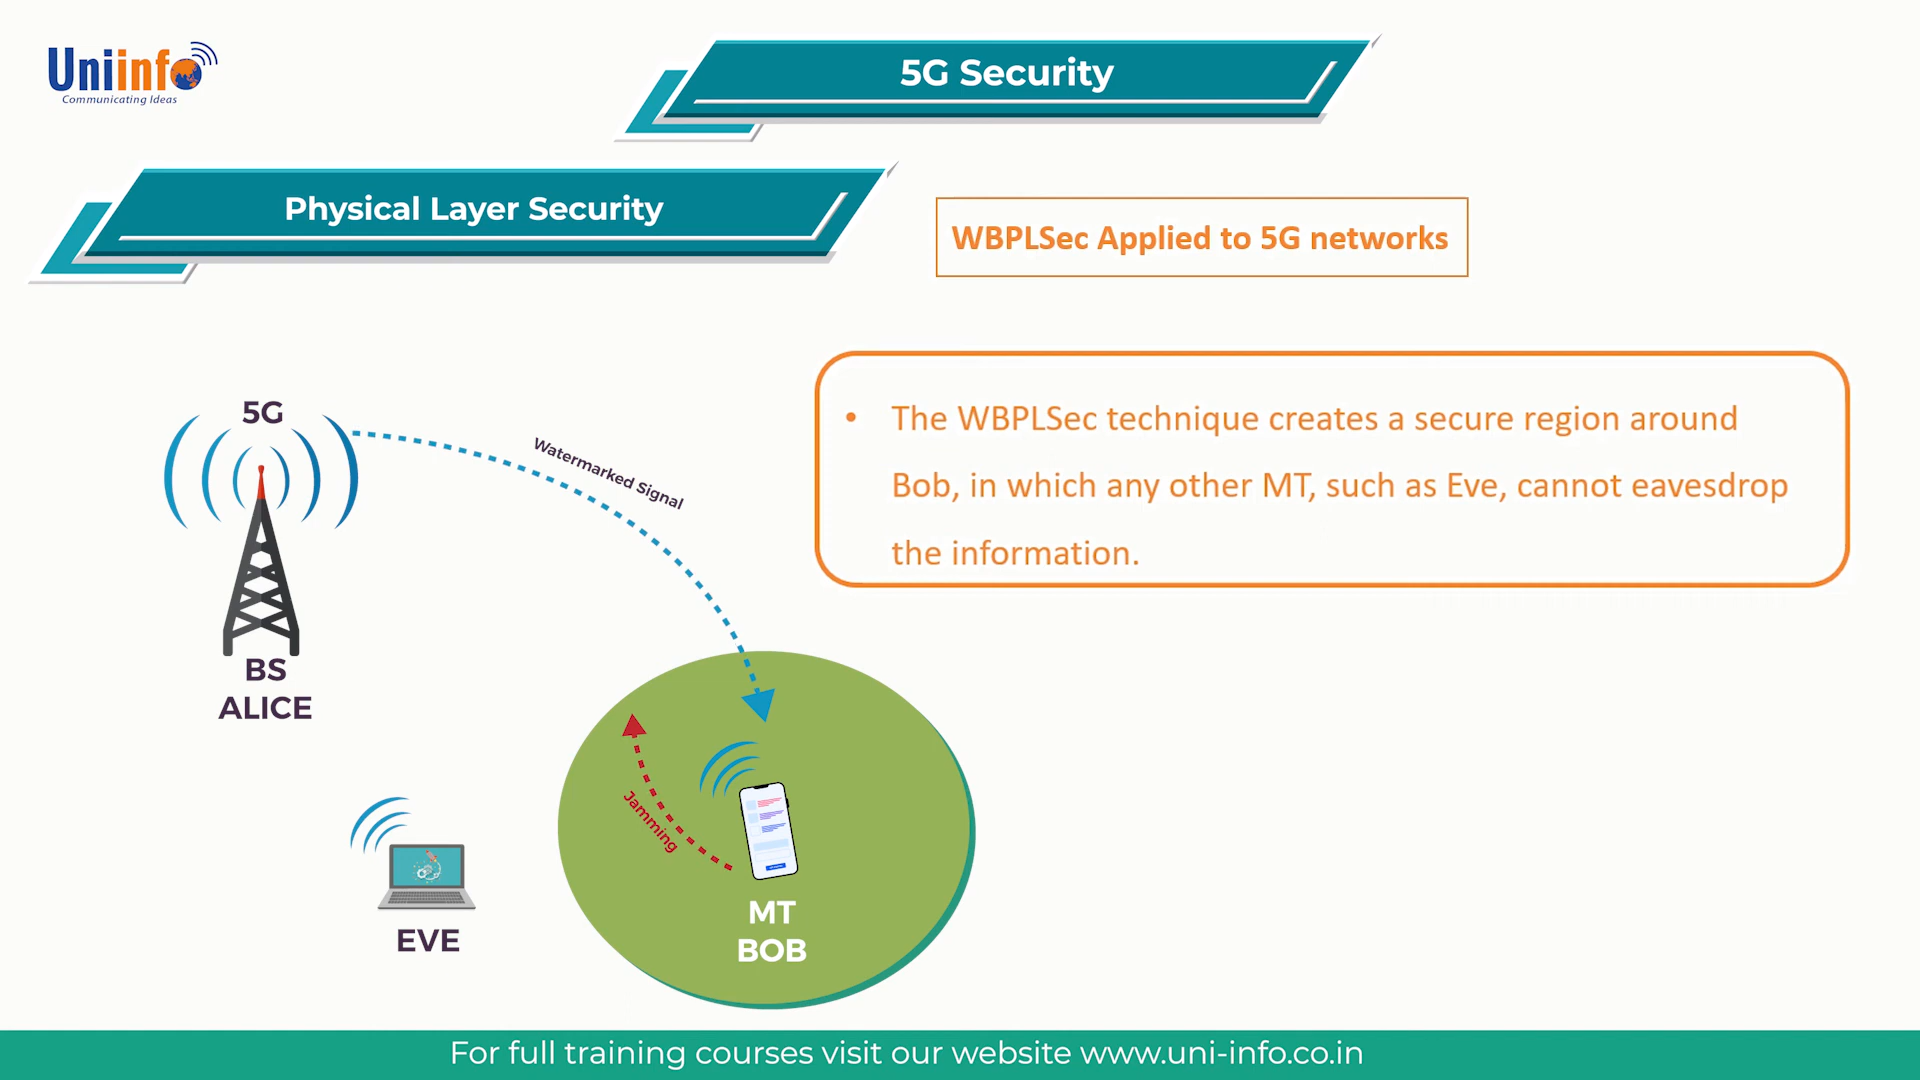 Uniinfo
Communicating Ideas
5G Security
Physical Layer Security
WBPLSec Applied to 5G networks
5G
Watermarked Signal
• The WBPLSec technique creates a secure region around
Bob, in which any other MT, such as Eve, cannot eavesdrop
the information.
BS
ALICE
Jamming
MT
BOB
EVE
For full training courses visit our website www.uni-info.co.in